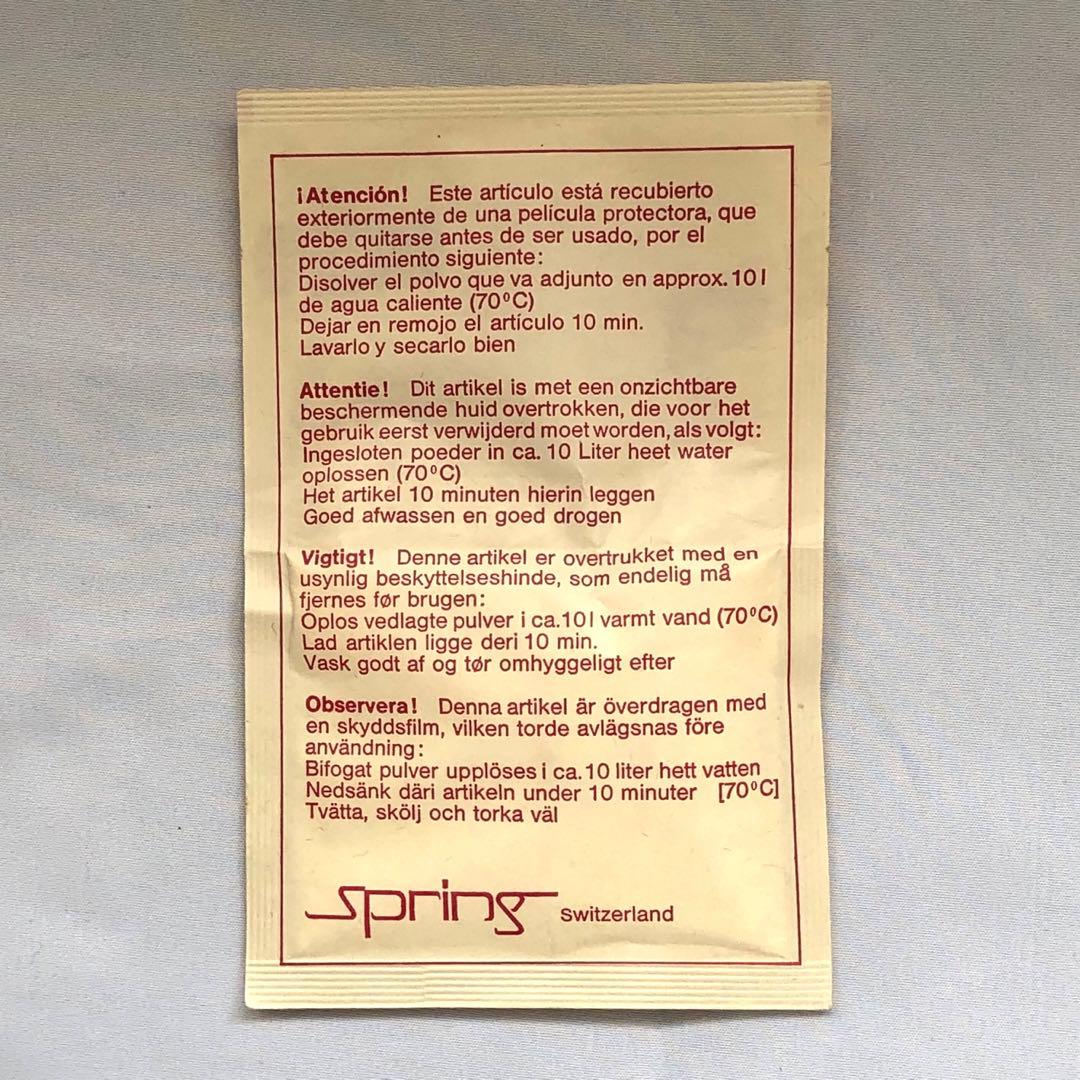 ¡Atención! Este artículo está recubierto
exteriormente de una película protectora, que
debe quitarse antes de ser usado, por el
procedimiento siguiente:
Disolver el polvo que va adjunto en approx. 10 l
de agua caliente (70°C)
Dejar en remojo el artículo 10 min.
Lavarlo y secarlo bien
Attentie! Dit artikel is met een onzichtbare
beschermende huid overtrokken, die voor het
gebruik eerst verwijderd moet worden, als volgt:
Ingesloten poeder in ca. 10 Liter heet water
oplossen (70°C)
Het artikel 10 minuten hierin leggen
Goed afwassen en goed drogen
Vigtigt! Denne artikel er overtrukket med en
usynlig beskyttelseshinde, som endelig må
fjernes før brugen:
Oplos vedlagte pulver i ca. 10 l varmt vand (70°C)
Lad artiklen ligge deri 10 min.
Vask godt af og tør omhyggeligt efter
Observera! Denna artikel är överdragen med
en skyddsfilm, vilken torde avlägsnas före
användning:
Bifogat pulver upplöses i ca. 10 liter hett vatten
Nedsänk däri artikeln under 10 minuter [70°C]
Tvätta, skölj och torka väl
spring Switzerland